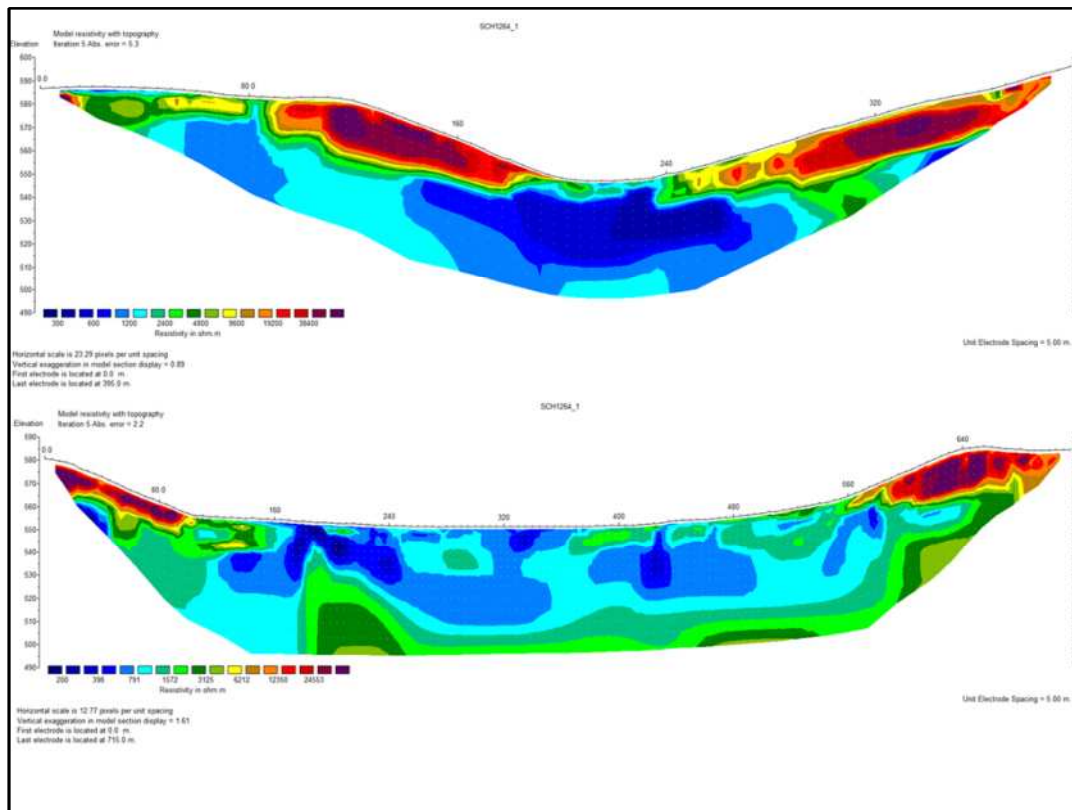 SCH1264_1
Model resistivity with topography
Iteration 5 Abs. error = 5.3
Elevation
600
590
580
570
560
550
540
530
520
510
500
490
0.0
80.0
160
240
320
300 600 1200 2400 4800 9600 19200 38400
Resistivity in ohm.m
Unit Electrode Spacing = 5.00 m.
Horizontal scale is 23.29 pixels per unit spacing
Vertical exaggeration in model section display = 0.89
First electrode is located at 0.0 m.
Last electrode is located at 395.0 m.
SCH1264_1
Model resistivity with topography
Iteration 5 Abs. error = 2.2
Elevation
590
580
570
560
550
540
530
520
510
500
490
0.0
80.0
160
240
320
400
480
560
640
200 398 791 1572 3125 6212 12350 24553
Resistivity in ohm.m
Unit Electrode Spacing = 5.00 m.
Horizontal scale is 12.77 pixels per unit spacing
Vertical exaggeration in model section display = 1.61
First electrode is located at 0.0 m.
Last electrode is located at 715.0 m.